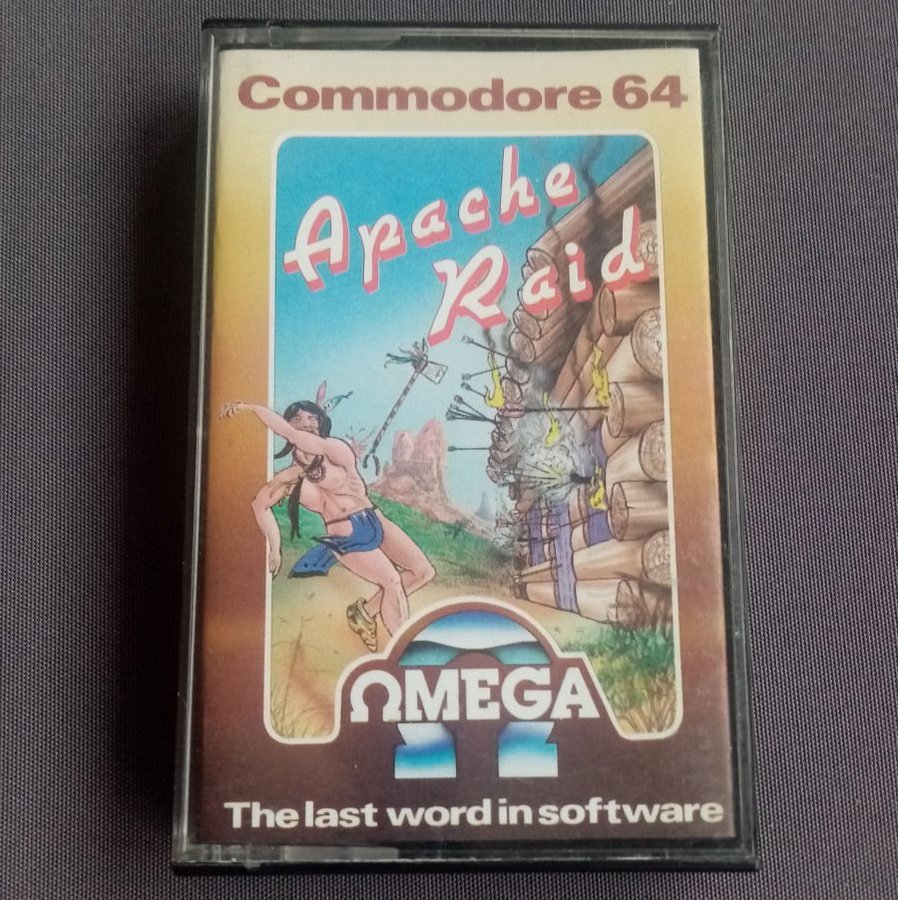 Commodore 64
Apache
Raid
ΩMEGA
The last word in software